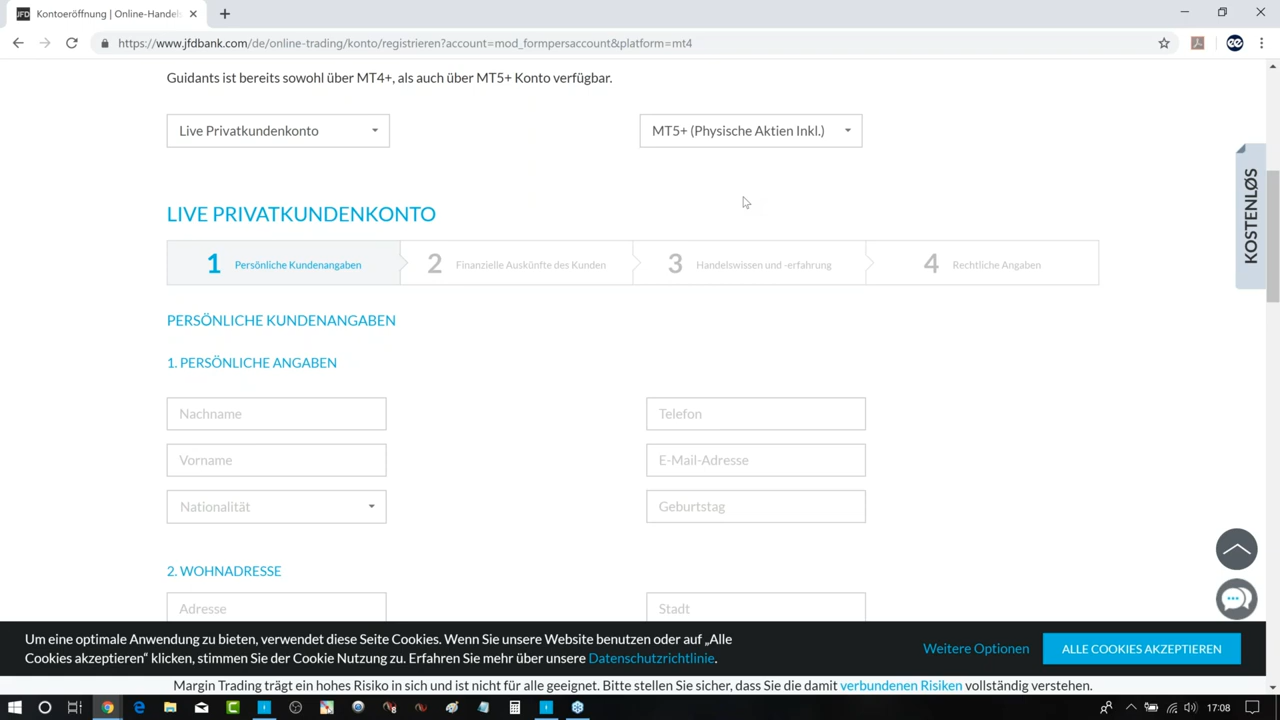 JFD Kontoeröffnung | Online-Handels
https://www.jfdbank.com/de/online-trading/konto/registrieren?account=mod_formpersaccount&platform=mt4
Guidants ist bereits sowohl über MT4+, als auch über MT5+ Konto verfügbar.
Live Privatkundenkonto
MT5+ (Physische Aktien Inkl.)
KOSTENLØS
LIVE PRIVATKUNDENKONTO
1 Persönliche Kundenangaben
2 Finanzielle Auskünfte des Kunden
3 Handelswissen und -erfahrung
4 Rechtliche Angaben
PERSÖNLICHE KUNDENANGABEN
1. PERSÖNLICHE ANGABEN
Nachname
Telefon
Vorname
E-Mail-Adresse
Nationalität
Geburtstag
2. WOHNADRESSE
Adresse
Stadt
Um eine optimale Anwendung zu bieten, verwendet diese Seite Cookies. Wenn Sie unsere Website benutzen oder auf „Alle
Cookies akzeptieren“ klicken, stimmen Sie der Cookie Nutzung zu. Erfahren Sie mehr über unsere Datenschutzrichtlinie.
Weitere Optionen
ALLE COOKIES AKZEPTIEREN
Margin Trading trägt ein hohes Risiko in sich und ist nicht für alle geeignet. Bitte stellen Sie sicher, dass Sie die damit verbundenen Risiken vollständig verstehen.
17:08